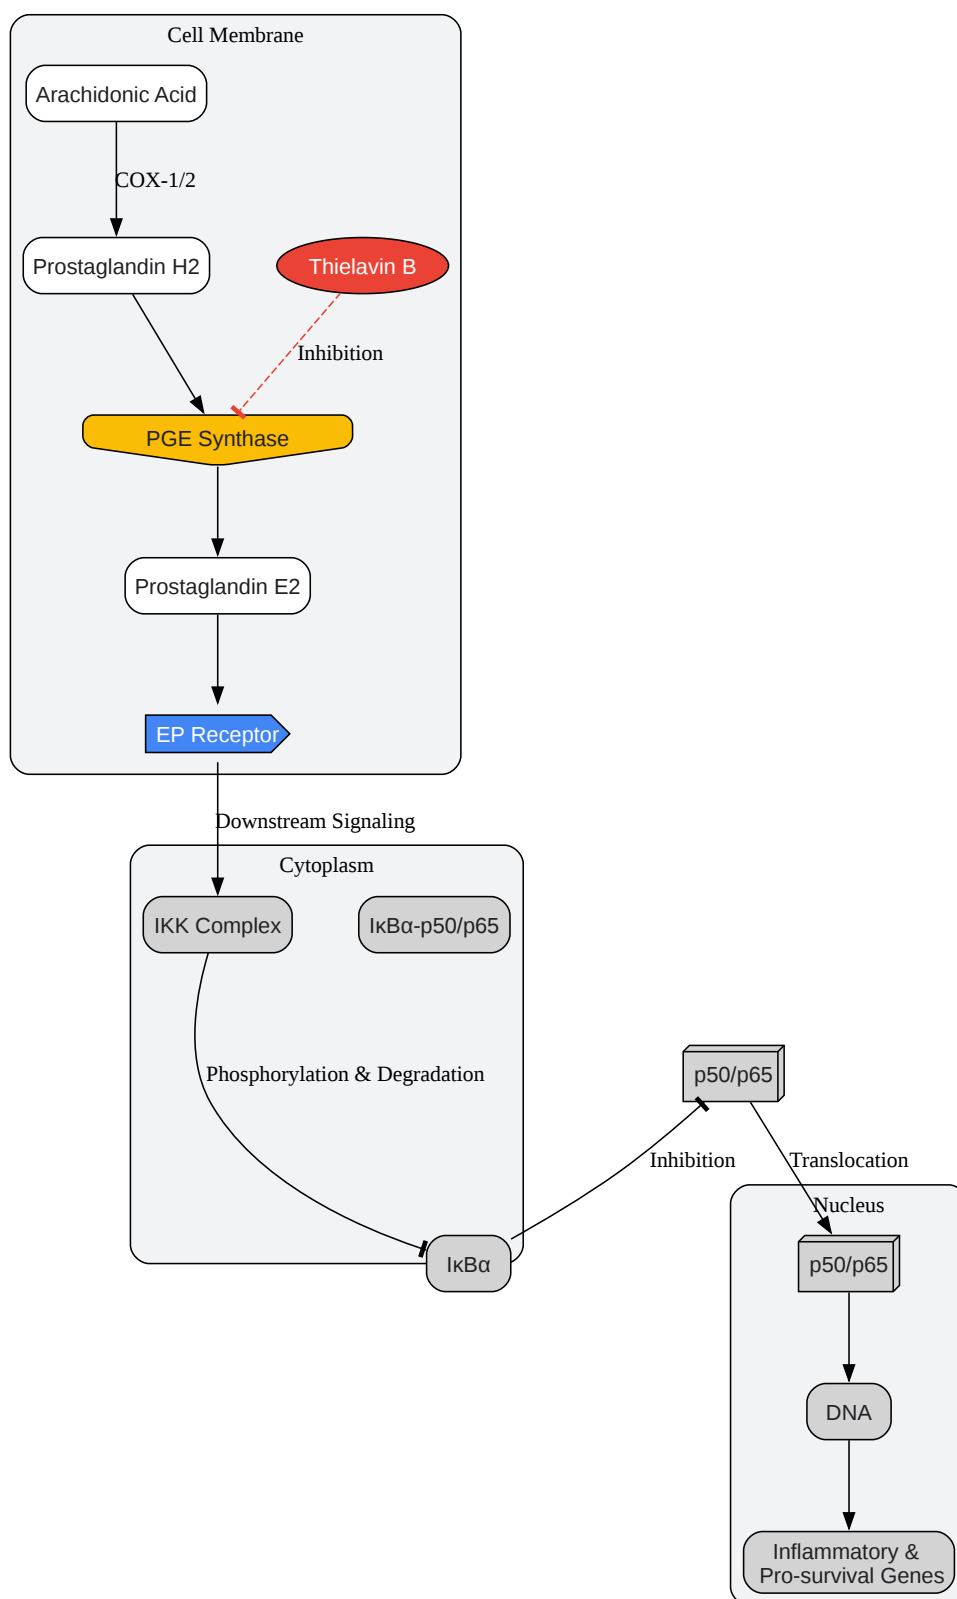 Cell Membrane
Arachidonic Acid
COX-1/2
Prostaglandin H2
Thielavin B
Inhibition
PGE Synthase
Prostaglandin E2
EP Receptor
Downstream Signaling
Cytoplasm
IKK Complex
IκBα-p50/p65
Phosphorylation & Degradation
p50/p65
Inhibition
Translocation
Nucleus
IκBα
p50/p65
DNA
Inflammatory &
Pro-survival Genes